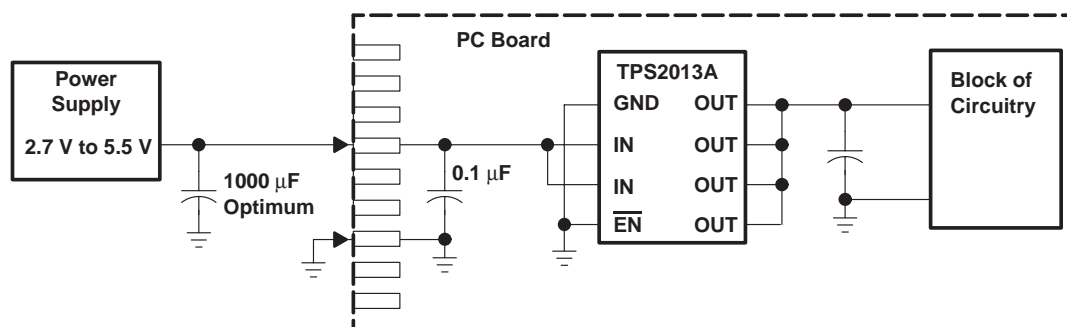 PC Board
Power
Supply
2.7 V to 5.5 V
1000 μF
Optimum
0.1 μF
TPS2013A
GND OUT
IN OUT
IN OUT
E̅N̅ OUT
Block of
Circuitry